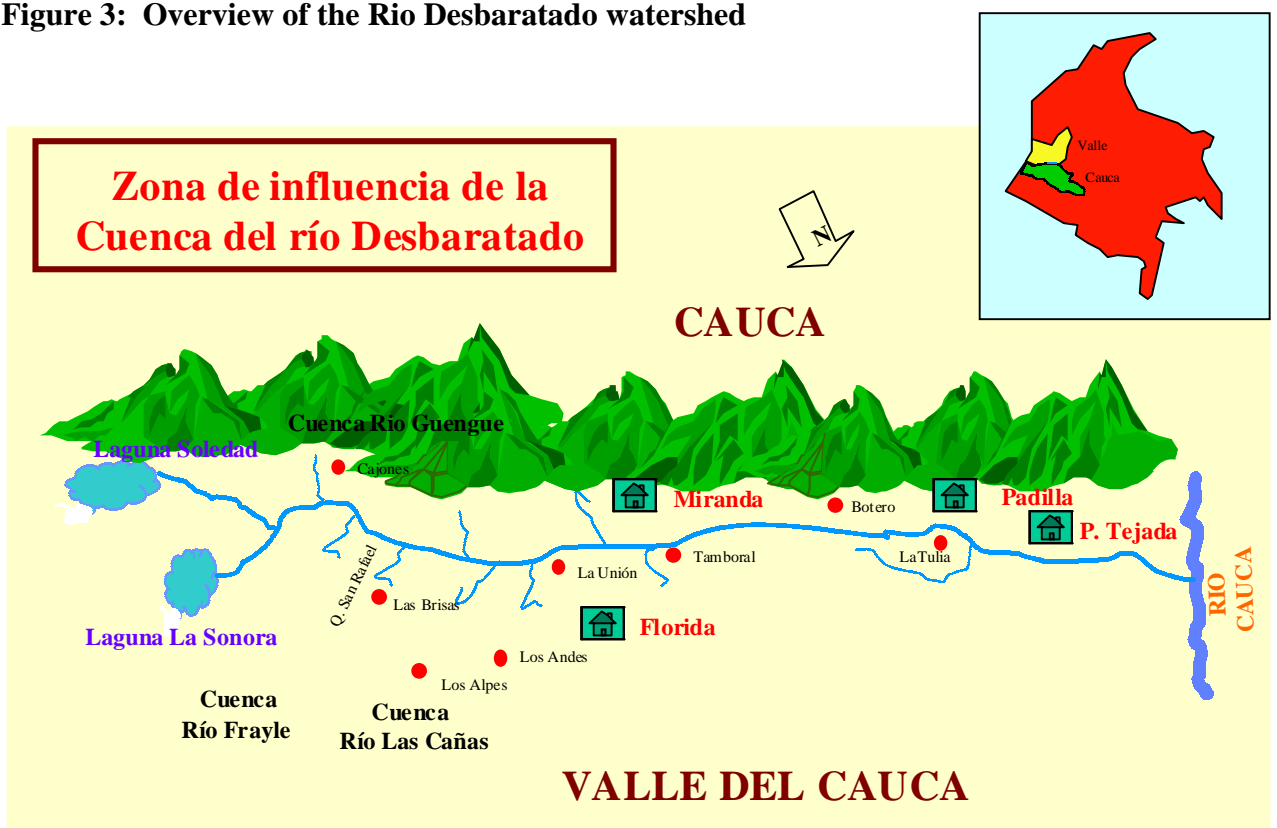 Figure 3: Overview of the Rio Desbaratado watershed
Valle
Cauca
Zona de influencia de la
Cuenca del río Desbaratado
N
CAUCA
Cuenca Rio Guengue
Laguna Soledad
Cajones
Miranda
Botero
Padilla
P. Tejada
Tamboral
La Tulia
Q. San Rafael
La Unión
Las Brisas
RIO
CAUCA
Florida
Laguna La Sonora
Los Andes
Los Alpes
Cuenca
Río Frayle
Cuenca
Río Las Cañas
VALLE DEL CAUCA